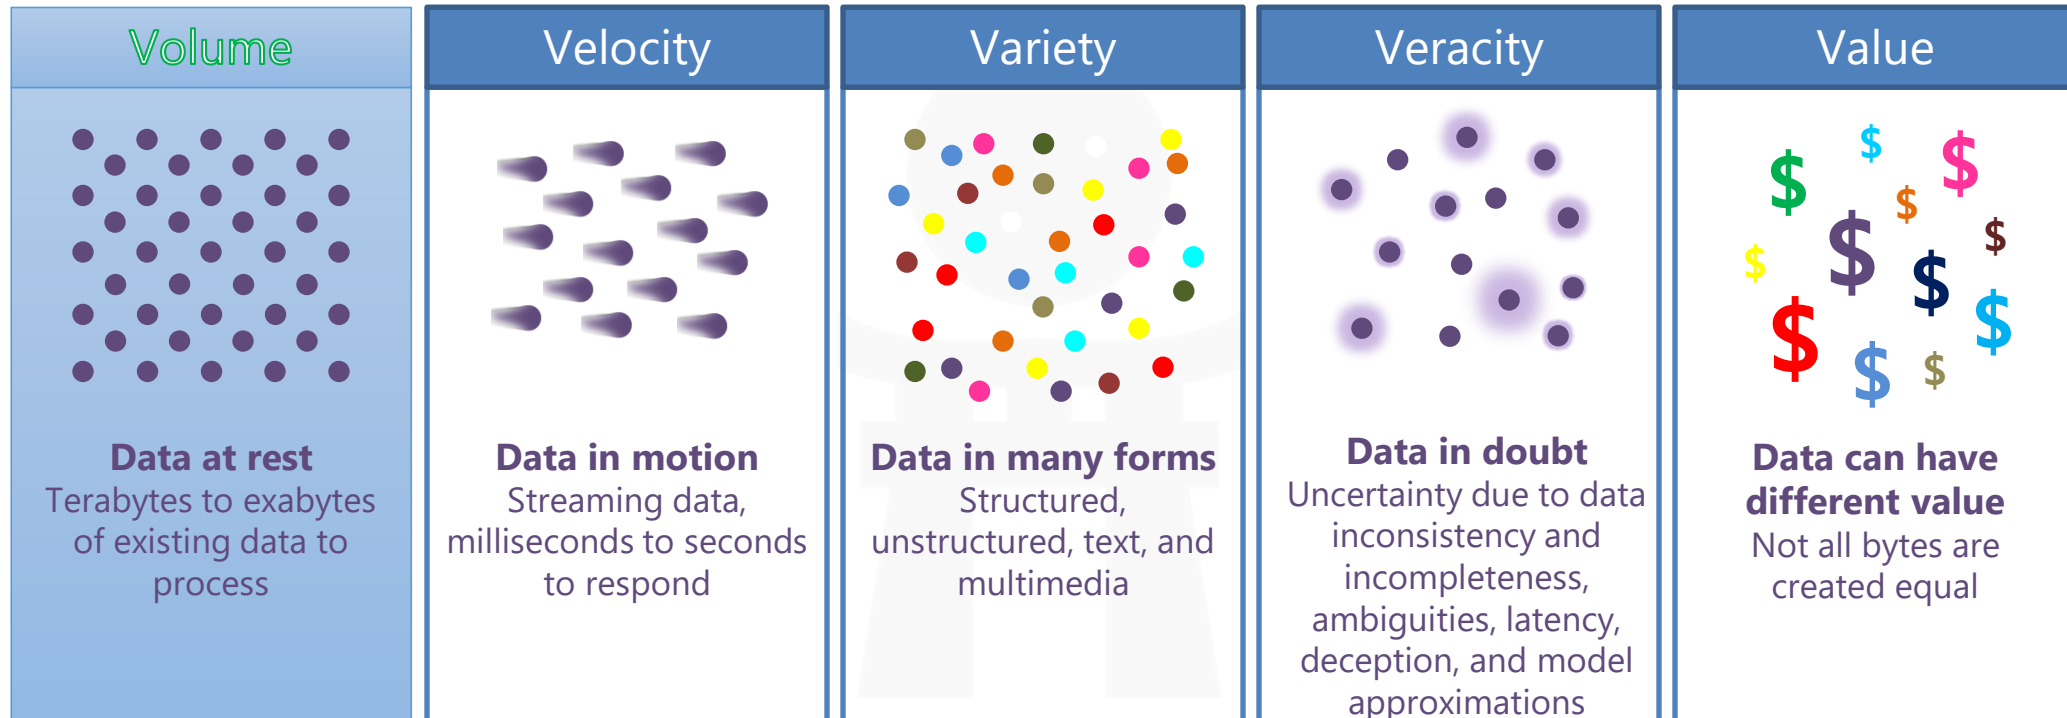 Volume
Data at rest
Terabytes to exabytes
of existing data to
process
Velocity
Data in motion
Streaming data,
milliseconds to seconds
to respond
Variety
Data in many forms
Structured,
unstructured, text, and
multimedia
Veracity
Data in doubt
Uncertainty due to data
inconsistency and
incompleteness,
ambiguities, latency,
deception, and model
approximations
Value
$ $ $
$ $ $
$ $ $
$ $
$ $
Data can have
different value
Not all bytes are
created equal